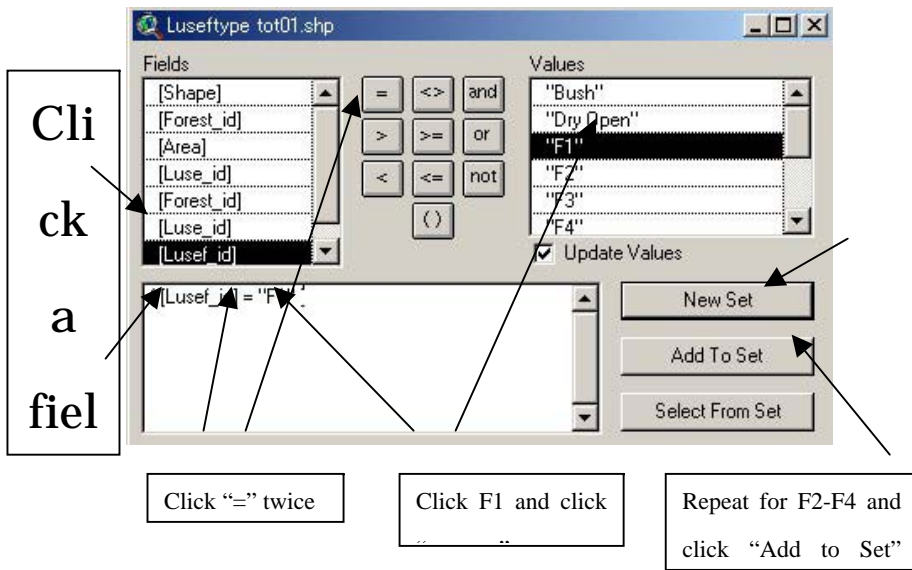 Luseftype tot01.shp
Fields
Values
[Shape]
[Forest_id]
[Area]
[Luse_id]
[Forest_id]
[Luse_id]
[Lusef_id]
= <> and
> >= or
< <= not
()
"Bush"
"Dry Open"
"F1"
"F2"
"F3"
"F4"
Update Values
[Lusef_id] =
New Set
Add To Set
Select From Set
Cli
ck
a
fiel
Click “=” twice
Click F1 and click
Repeat for F2-F4 and
click “Add to Set”